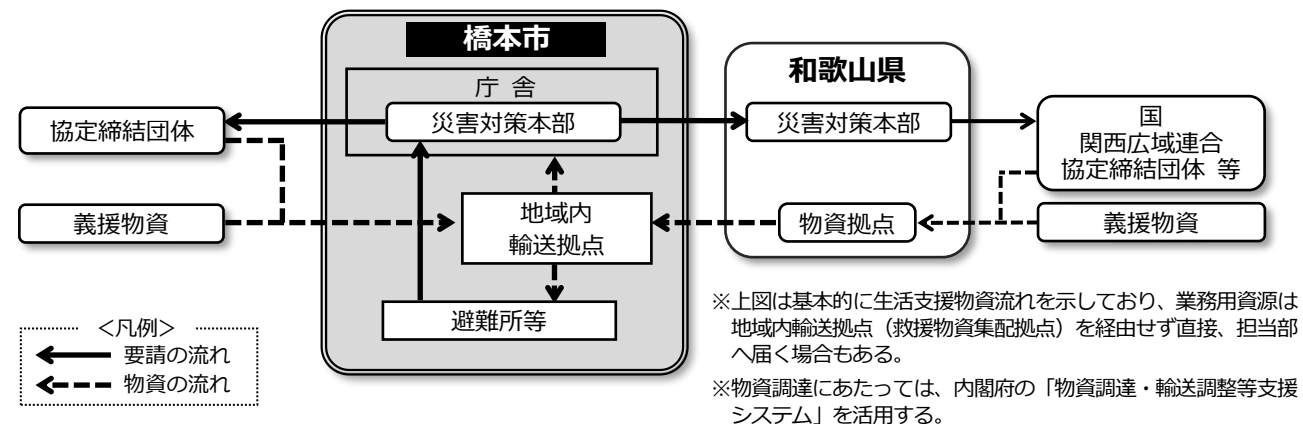 橋本市
庁 舎
災害対策本部
協定締結団体
義援物資
地域内
輸送拠点
避難所等
和歌山県
災害対策本部
物資拠点
国
関西広域連合
協定締結団体 等
義援物資
<凡例>
要請の流れ
物資の流れ
※上図は基本的に生活支援物資流れを示しており、業務用資源は
地域内輸送拠点（救援物資集配拠点）を経由せず直接、担当部
へ届く場合もある。
※物資調達にあたっては、内閣府の「物資調達・輸送調整等支援
システム」を活用する。